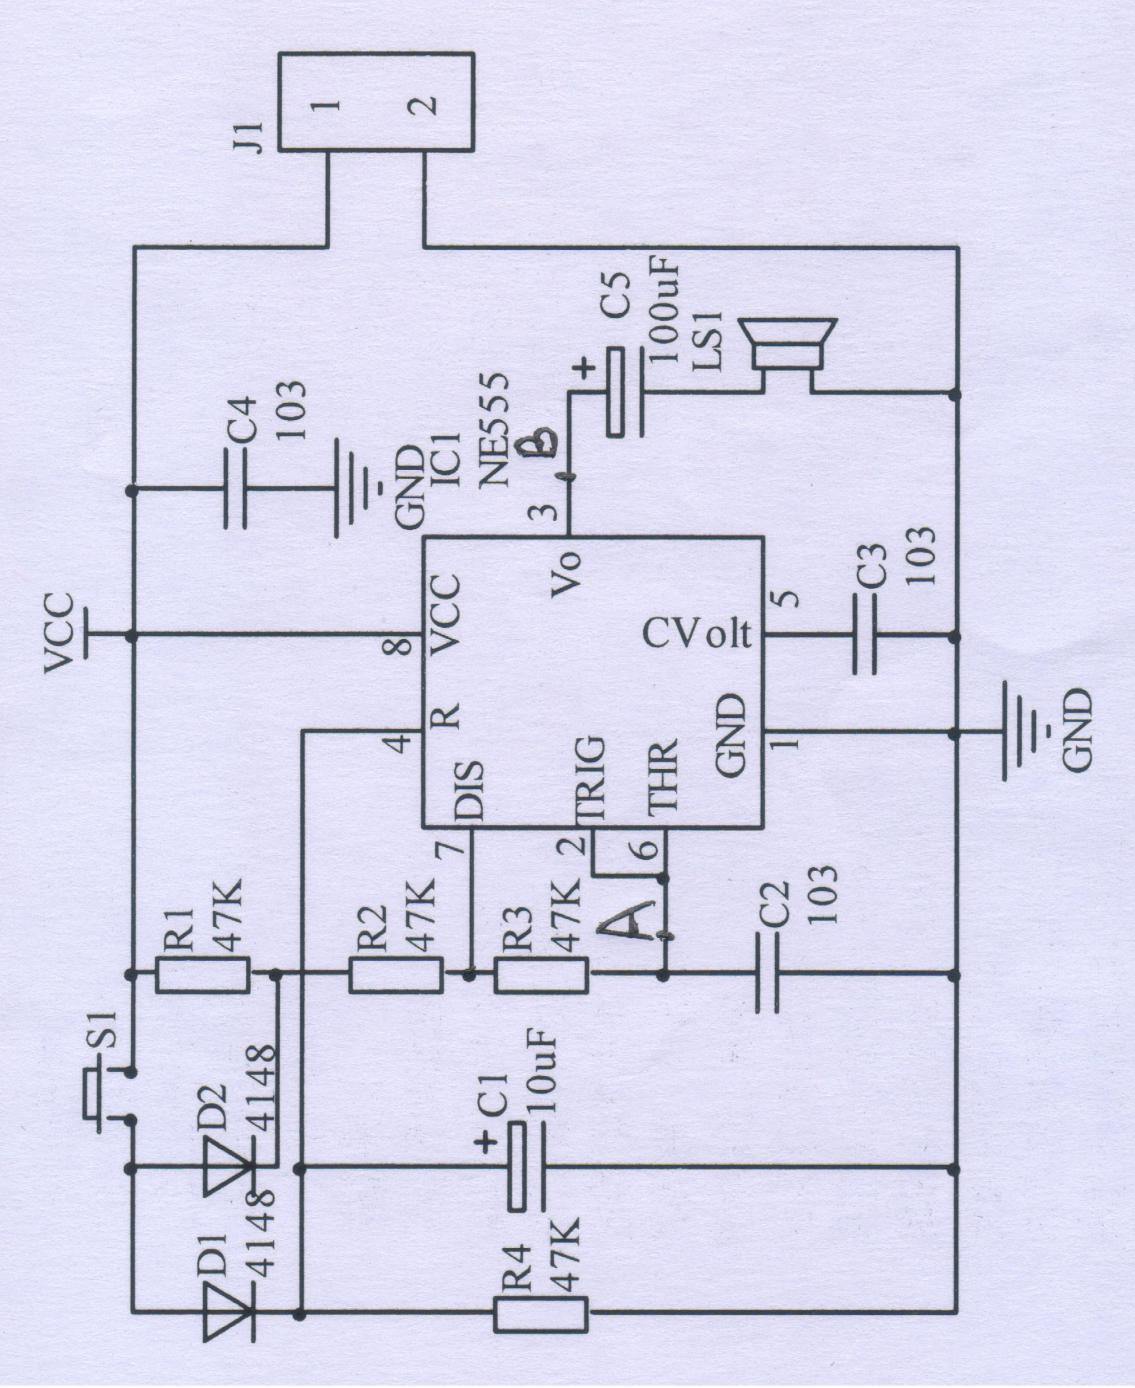 J1
1
2
C5
100uF
LS1
C4
103
GND
IC1
NE555
B
3
VCC
8
VCC
Vo
4
R
CVolt
5
C3
103
7
DIS
2
TRIG
6
THR
GND
1
GND
R1
47K
R2
47K
R3
47K
A
C2
103
S1
D2
4148
C1
10uF
D1
4148
R4
47K
+
+